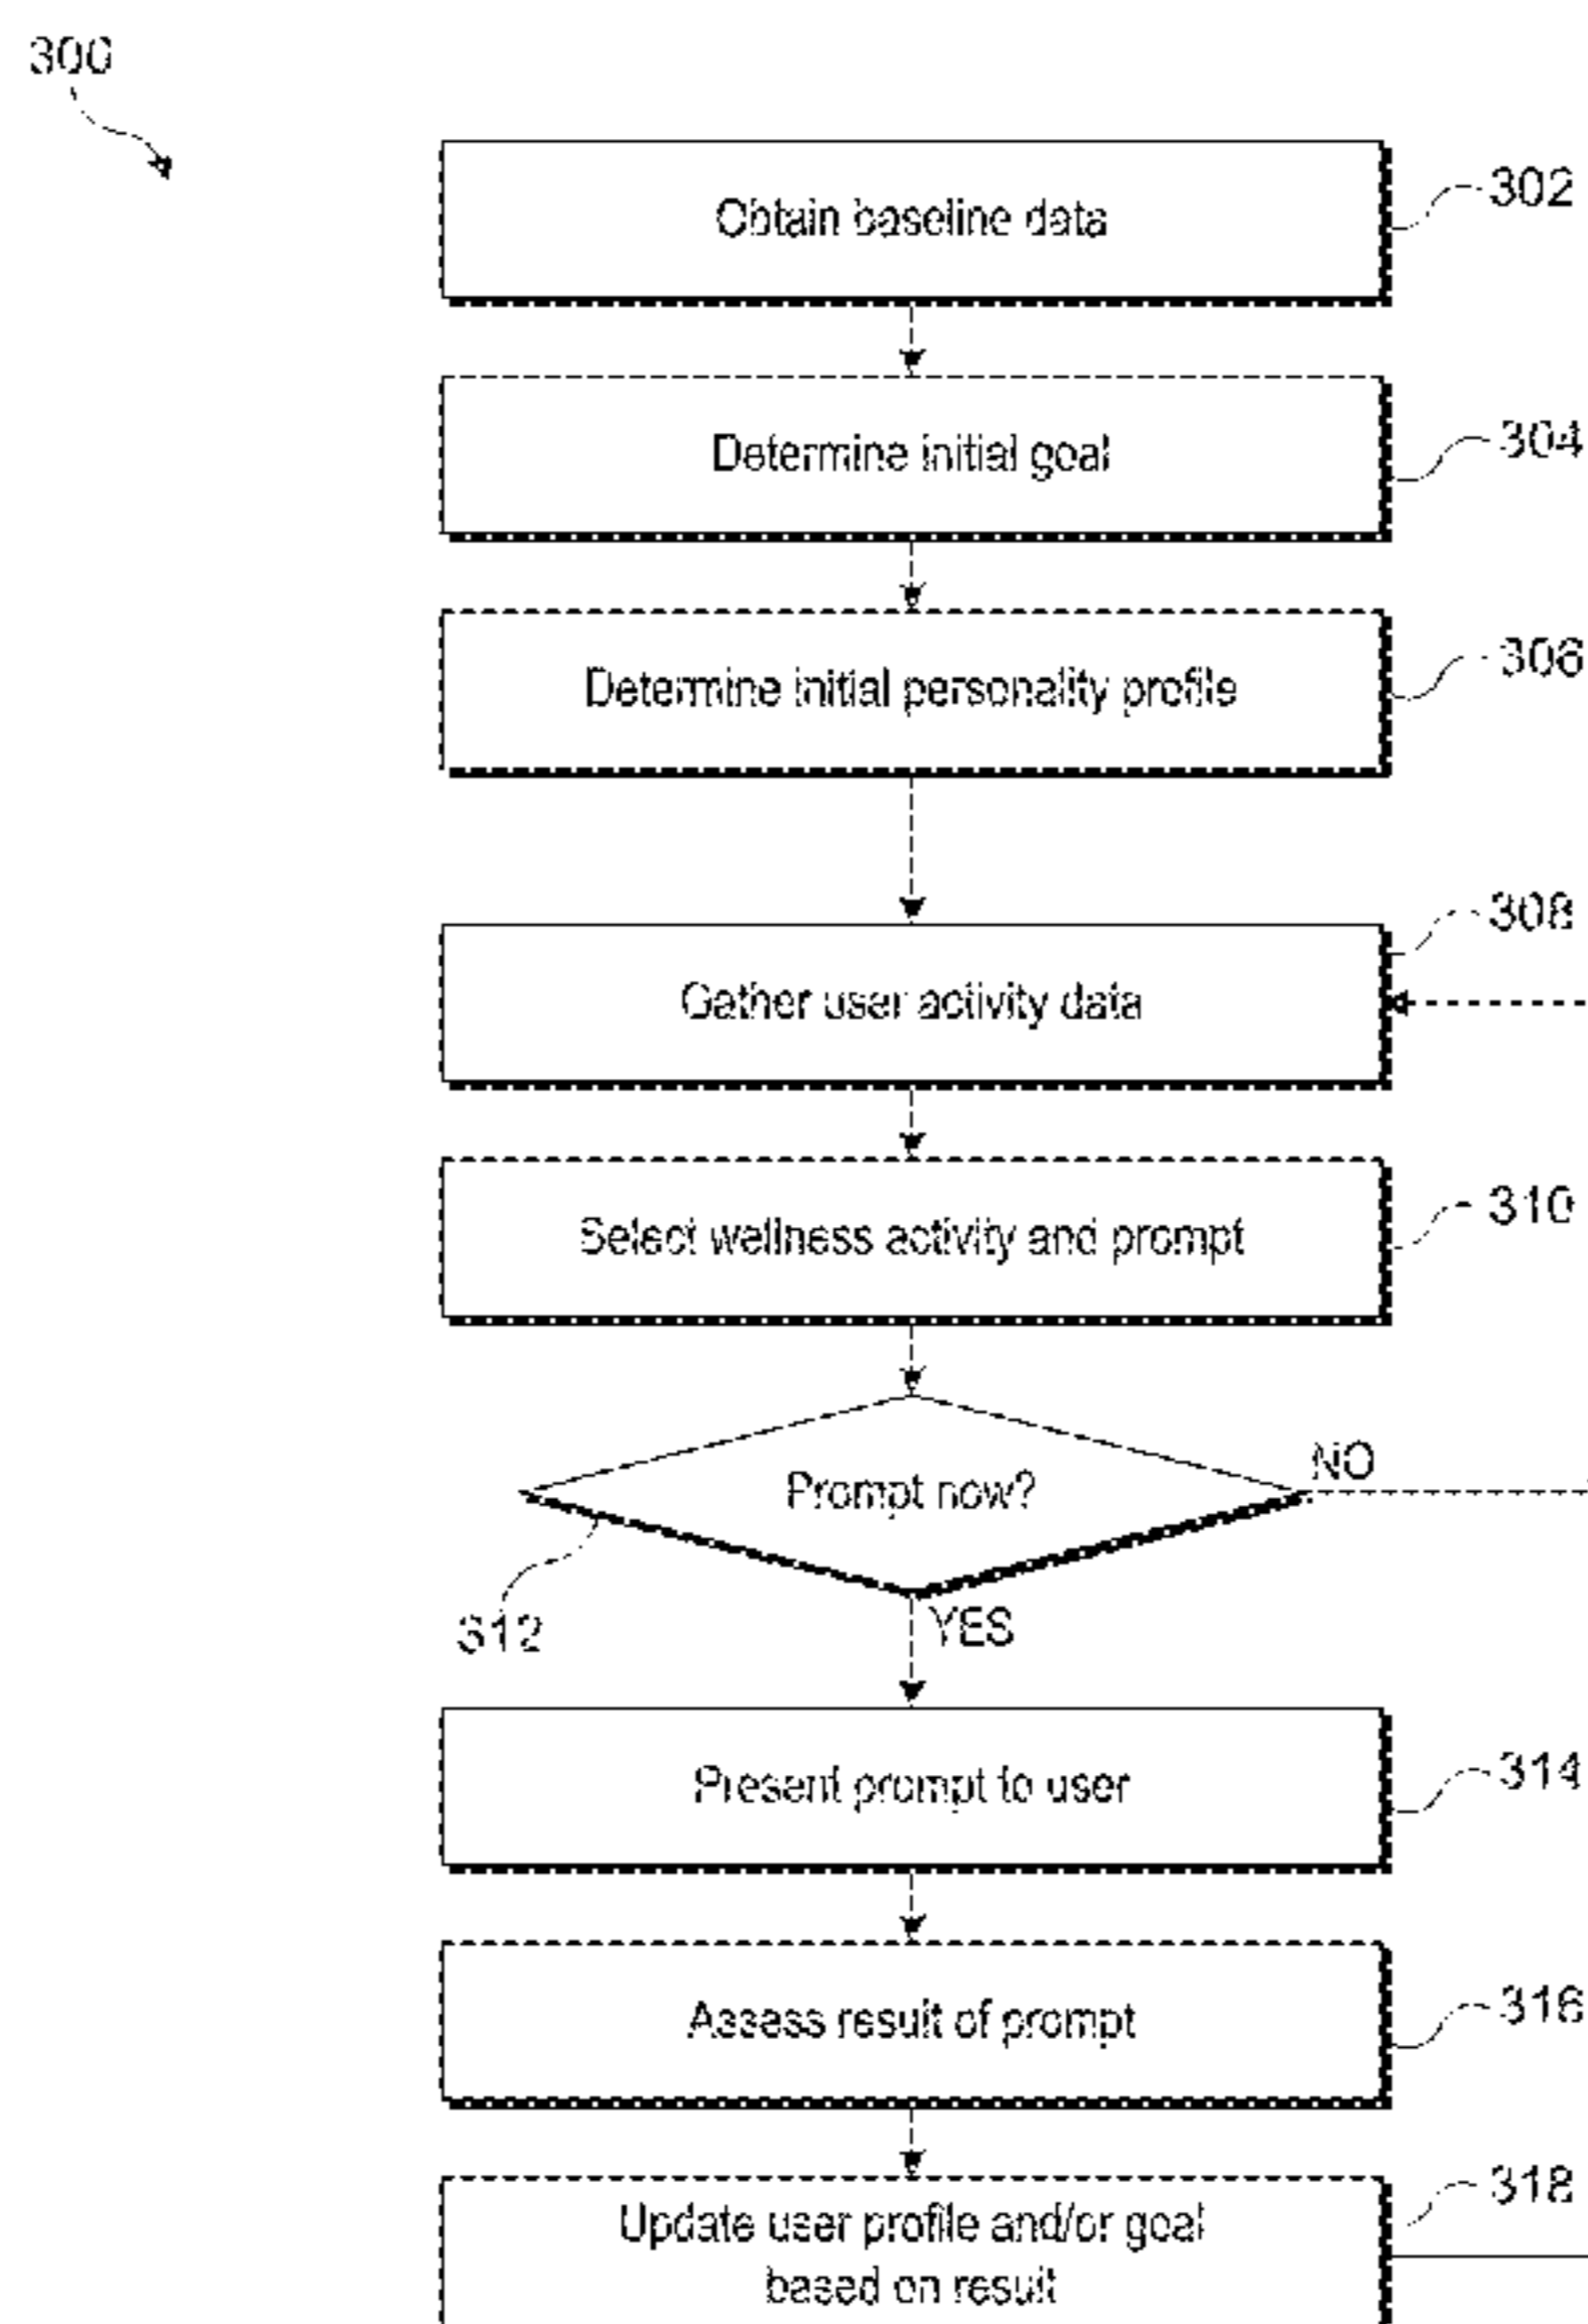 300
Obtain baseline data
302
Determine initial goal
304
Determine initial personality profile
306
Gather user activity data
308
Select wellness activity and prompt
310
Prompt now?
NO
312
YES
Present prompt to user
314
Assess result of prompt
316
Update user profile and/or goal
based on result
318